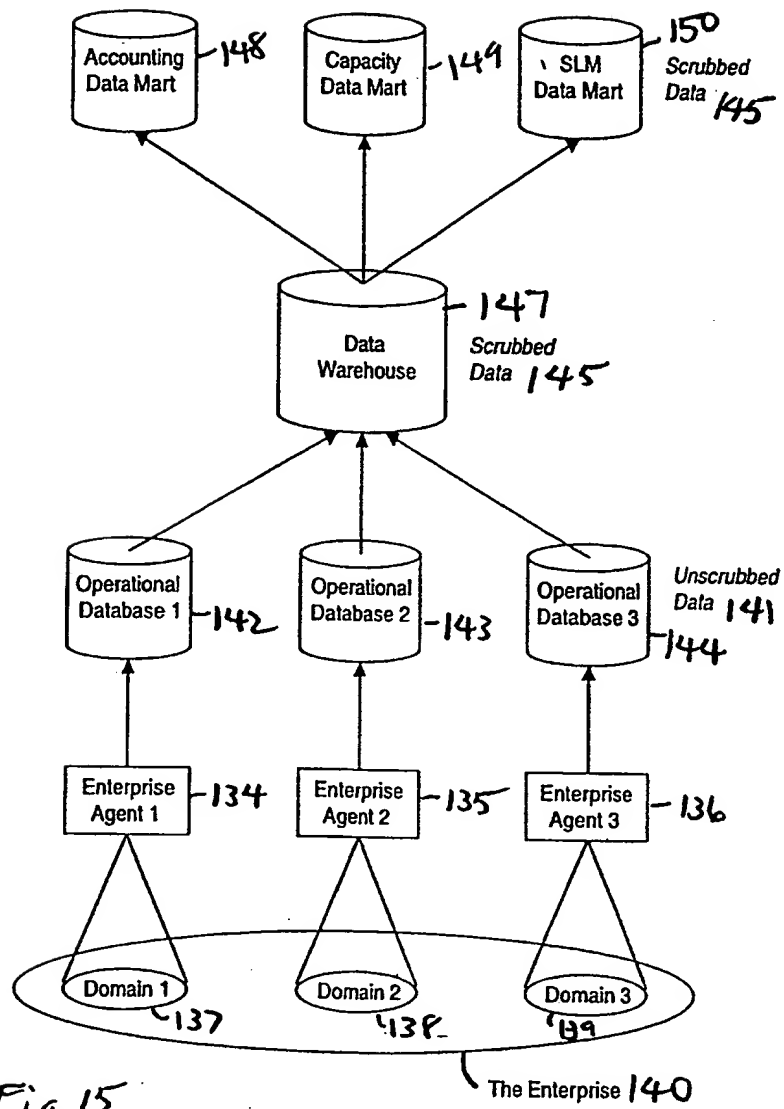 Accounting
Data Mart
148
Capacity
Data Mart
149
SLM
Data Mart
150
Scrubbed
Data 145
Data
Warehouse
147
Scrubbed
Data 145
Operational
Database 1
142
Operational
Database 2
143
Operational
Database 3
144
Unscrubbed
Data 141
Enterprise
Agent 1
134
Enterprise
Agent 2
135
Enterprise
Agent 3
136
Domain 1
137
Domain 2
138
Domain 3
139
The Enterprise 140
Fig. 15